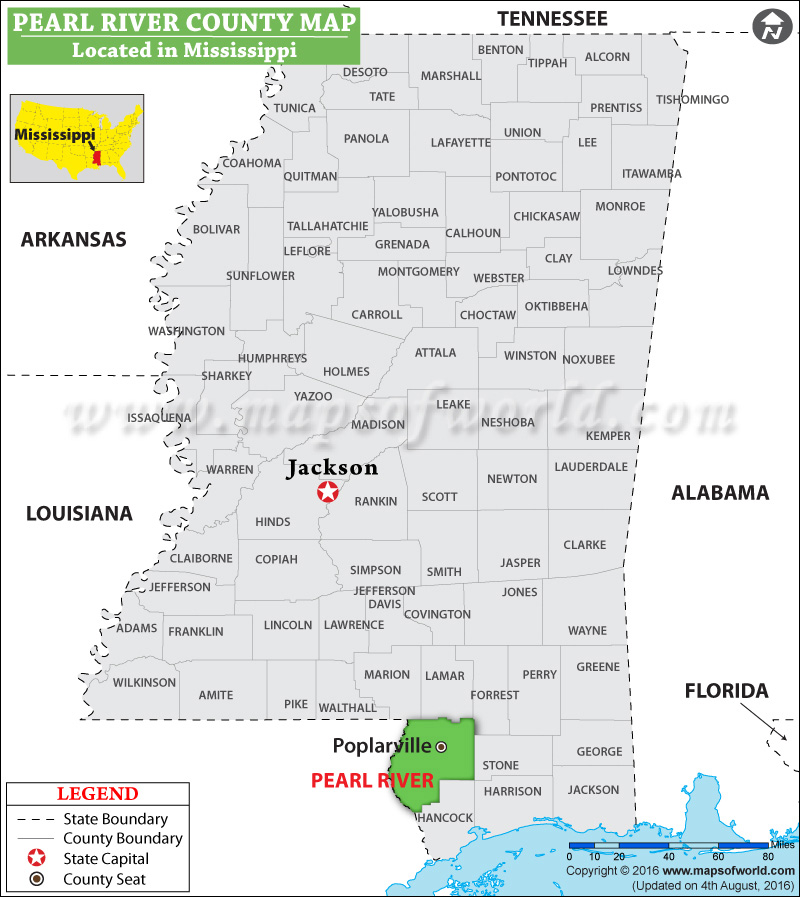 PEARL RIVER COUNTY MAP
Located in Mississippi
TENNESSEE
N
Mississippi
ARKANSAS
LOUISIANA
ALABAMA
FLORIDA
BENTON
TIPPAH
ALCORN
DESOTO
MARSHALL
TATE
TUNICA
PRENTISS
TISHOMINGO
PANOLA
LAFAYETTE
UNION
LEE
COAHOMA
QUITMAN
PONTOTOC
ITAWAMBA
YALOBUSHA
CHICKASAW
MONROE
BOLIVAR
TALLAHATCHIE
CALHOUN
LEFLORE
GRENADA
CLAY
SUNFLOWER
MONTGOMERY
WEBSTER
LOWNDES
CARROLL
CHOCTAW
OKTIBBEHA
WASHINGTON
HUMPHREYS
ATTALA
WINSTON
NOXUBEE
SHARKEY
HOLMES
YAZOO
LEAKE
www.mapsofworld.com
ISSAQUENA
MADISON
NESHOBA
KEMPER
WARREN
Jackson
LAUDERDALE
RANKIN
SCOTT
NEWTON
HINDS
CLAIBORNE
COPIAH
CLARKE
SIMPSON
SMITH
JASPER
JEFFERSON
JEFFERSON
DAVIS
JONES
COVINGTON
ADAMS
FRANKLIN
LINCOLN
LAWRENCE
WAYNE
WILKINSON
AMITE
PIKE
WALTHALL
MARION
LAMAR
FORREST
PERRY
GREENE
Poplarville
PEARL RIVER
STONE
GEORGE
HARRISON
JACKSON
HANCOCK
LEGEND
State Boundary
County Boundary
State Capital
County Seat
0 10 20 40 60 80 Miles
Copyright © 2016 www.mapsofworld.com
(Updated on 4th August, 2016)